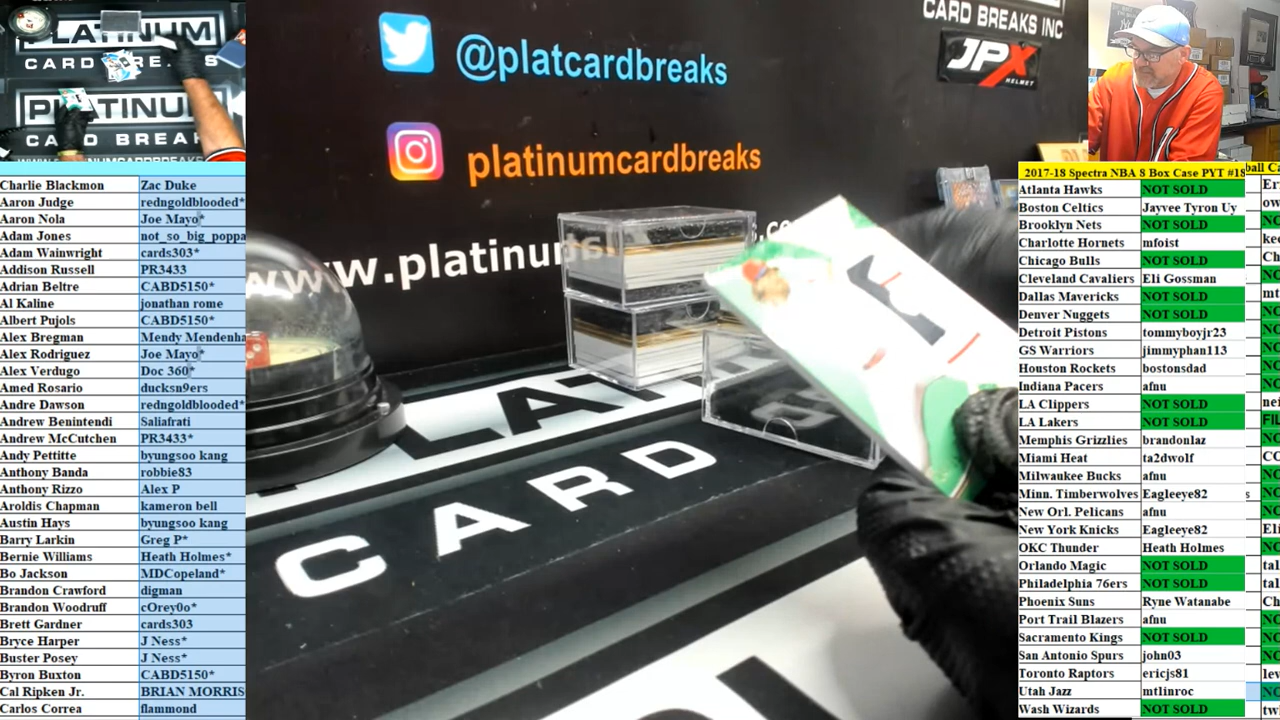 PLATINUM
CARD BREAKS
PLATINUM
CARD BREAK
@platcardbreaks
platinumcardbreaks
www.platinum
CARD BREAKS INC
JPX
HELMET
CARD
Charlie Blackmon Zac Duke
Aaron Judge redngoldblooded*
Aaron Nola Joe Mayo*
Adam Jones not_so_big_poppa
Adam Wainwright cards303*
Addison Russell PR3433
Adrian Beltre CABD5150*
Al Kaline jonathan rome
Albert Pujols CABD5150*
Alex Bregman Mendy Mendenha
Alex Rodriguez Joe Mayo*
Alex Verdugo Doc 360*
Amed Rosario ducksn9ers
Andre Dawson redngoldblooded*
Andrew Benintendi Saliafrati
Andrew McCutchen PR3433*
Andy Pettitte byungsoo kang
Anthony Banda robbie83
Anthony Rizzo Alex P
Aroldis Chapman kameron bell
Austin Hays byungsoo kang
Barry Larkin Greg P*
Bernie Williams Heath Holmes*
Bo Jackson MDCopeland*
Brandon Crawford digman
Brandon Woodruff cOrey0o*
Brett Gardner cards303
Bryce Harper J Ness*
Buster Posey J Ness*
Byron Buxton CABD5150*
Cal Ripken Jr. BRIAN MORRIS
Carlos Correa flammond
2017-18 Spectra NBA 8 Box Case PYT #18
Atlanta Hawks NOT SOLD
Boston Celtics Jayvee Tyron Uy
Brooklyn Nets NOT SOLD
Charlotte Hornets mfoist
Chicago Bulls NOT SOLD
Cleveland Cavaliers Eli Gossman
Dallas Mavericks NOT SOLD
Denver Nuggets NOT SOLD
Detroit Pistons tommyboyjr23
GS Warriors jimmyphan113
Houston Rockets bostonsdad
Indiana Pacers afnu
LA Clippers NOT SOLD
LA Lakers NOT SOLD
Memphis Grizzlies brandonlaz
Miami Heat ta2dwolf
Milwaukee Bucks afnu
Minn. Timberwolves Eagleeye82
New Orl. Pelicans afnu
New York Knicks Eagleeye82
OKC Thunder Heath Holmes
Orlando Magic NOT SOLD
Philadelphia 76ers NOT SOLD
Phoenix Suns Ryne Watanabe
Port Trail Blazers afnu
Sacramento Kings NOT SOLD
San Antonio Spurs john03
Toronto Raptors ericjs81
Utah Jazz mtlinroc
Wash Wizards NOT SOLD